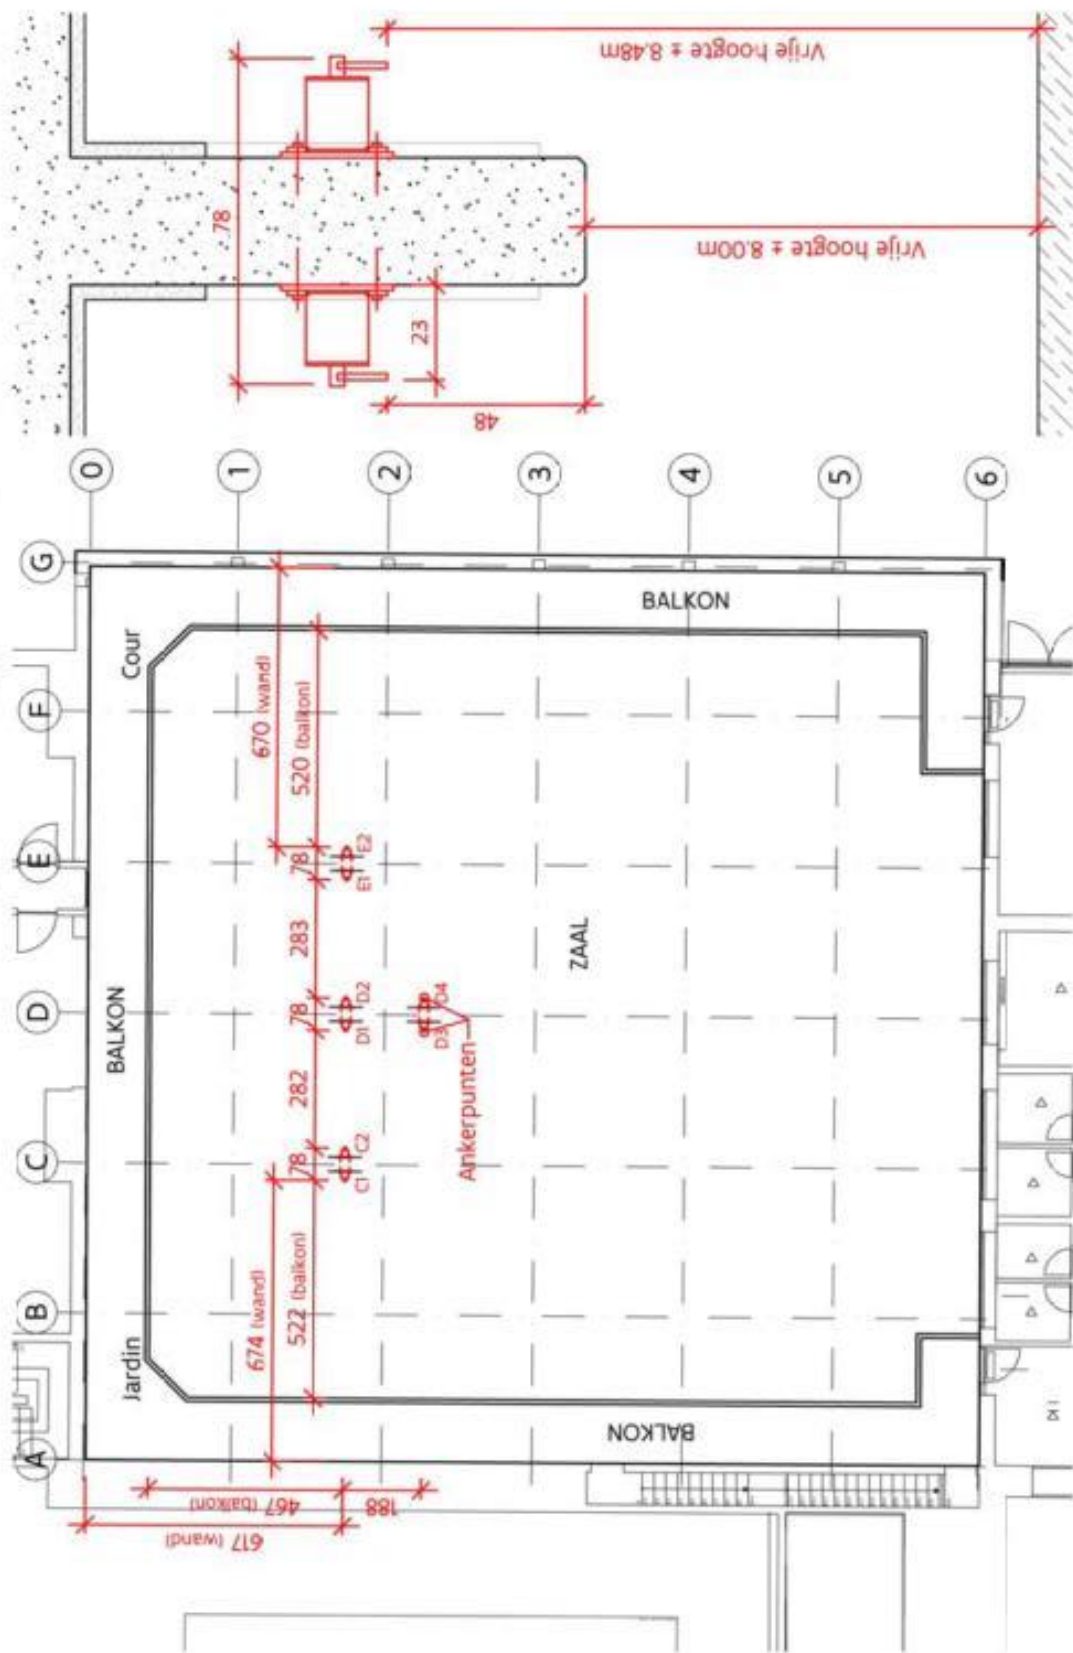 Vrije hoogte ± 8.48m
78
Vrije hoogte ± 8.00m
23
48
0
1
2
3
4
5
6
G
F
E
D
C
B
A
Cour
BALKON
670 (wand)
520 (balkon)
78
E1
E2
283
ZAAL
BALKON
78
D1
D2
D3
D4
282
Ankerpunten
78
C1
C2
674 (wand)
522 (balkon)
Jardin
BALKON
467 (balkon)
188
617 (wand)